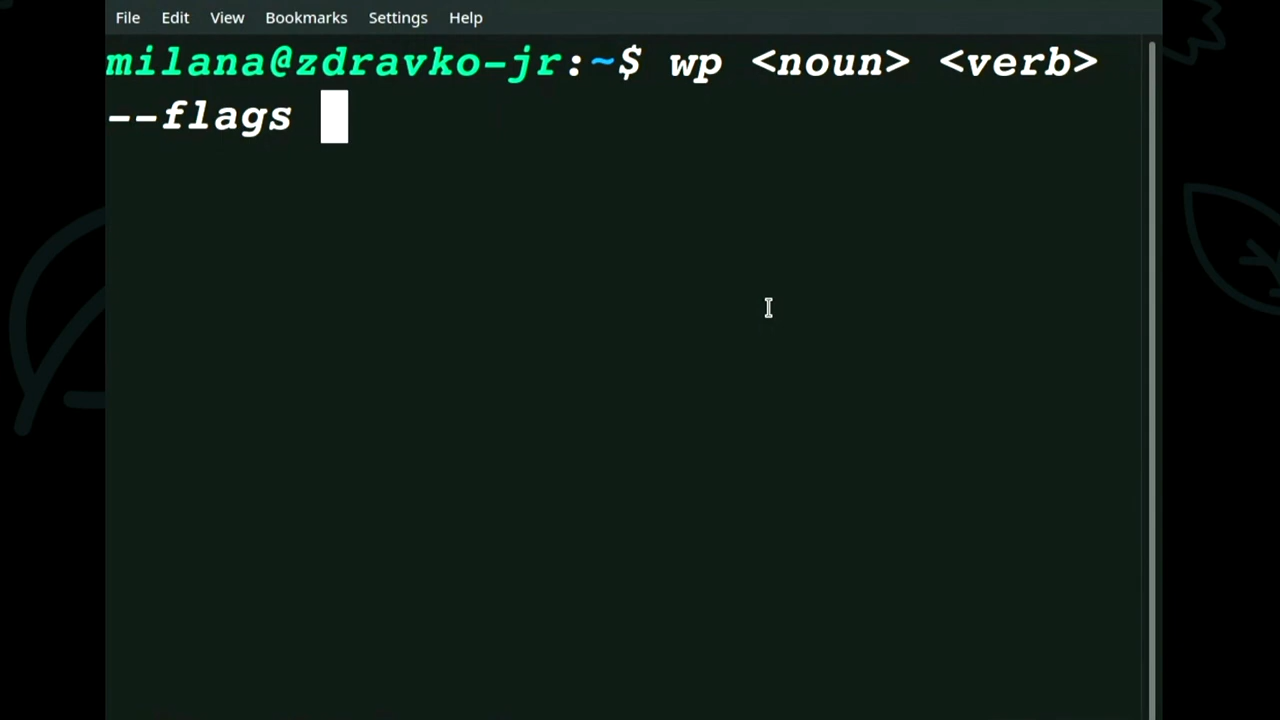 File Edit View Bookmarks Settings Help
milana@zdravko-jr:~$ wp <noun> <verb>
--flags